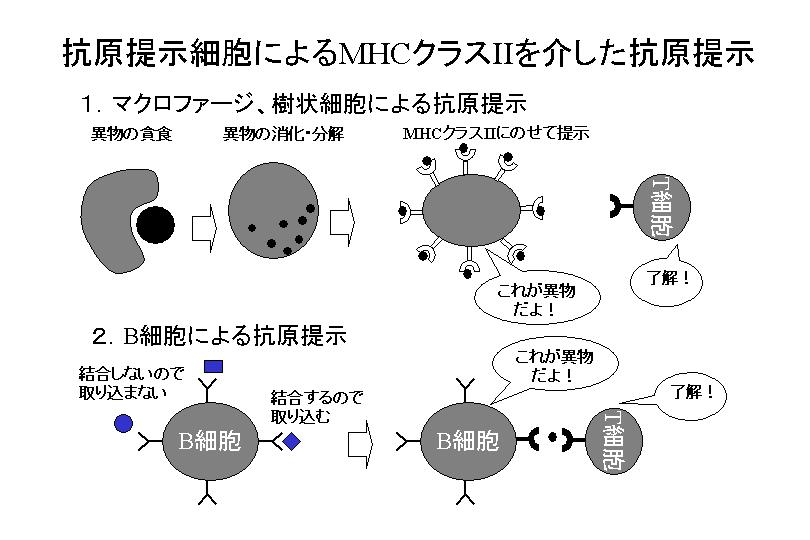 抗原提示細胞によるMHCクラスIIを介した抗原提示
1．マクロファージ、樹状細胞による抗原提示
異物の貪食
異物の消化・分解
MHCクラスIIにのせて提示
T細胞
これが異物
だよ！
了解！
2．B細胞による抗原提示
結合しないので
取り込まない
結合するので
取り込む
B細胞
これが異物
だよ！
了解！
B細胞
T細胞